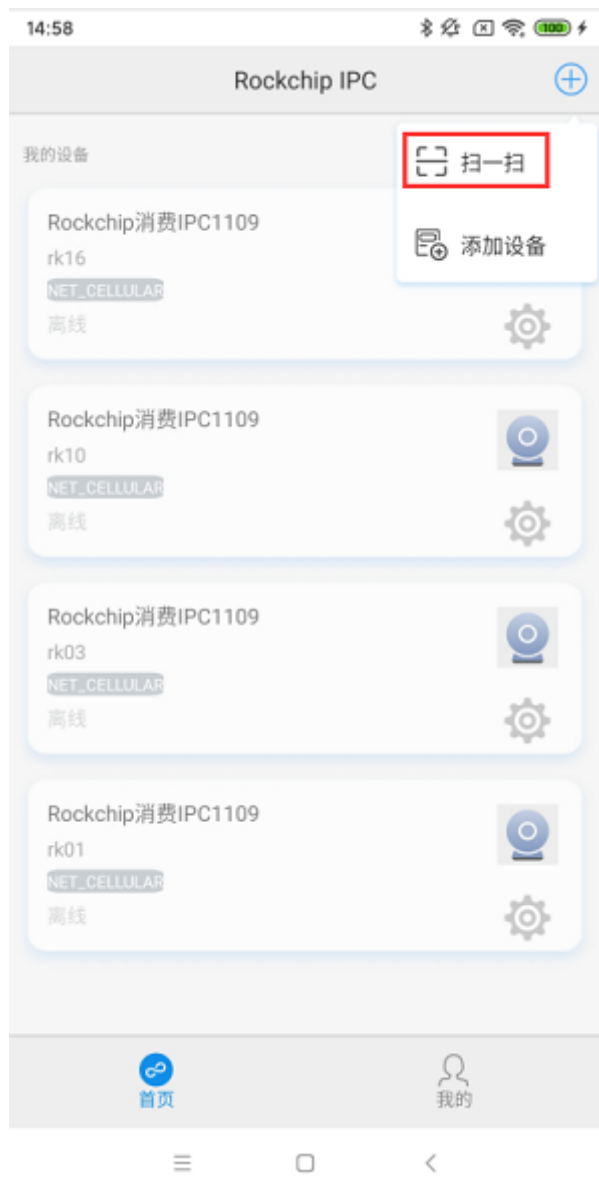 14:58
100
Rockchip IPC
我的设备
扫一扫
添加设备
Rockchip消费IPC1109
rk16
NET_CELLULAR
离线
Rockchip消费IPC1109
rk10
NET_CELLULAR
离线
Rockchip消费IPC1109
rk03
NET_CELLULAR
离线
Rockchip消费IPC1109
rk01
NET_CELLULAR
离线
首页
我的